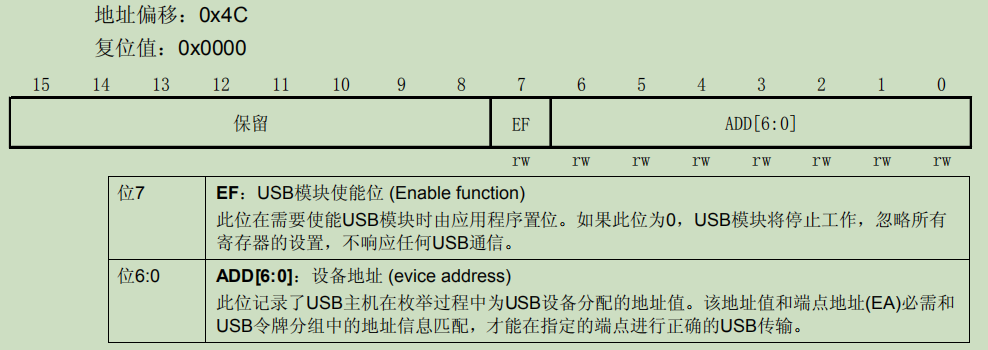 地址偏移：0x4C
复位值：0x0000
15 14 13 12 11 10 9 8 7 6 5 4 3 2 1 0
保留 EF ADD[6:0]
rw rw rw rw rw rw rw rw
位7 EF：USB模块使能位 (Enable function)
此位在需要使能USB模块时由应用程序置位。如果此位为0，USB模块将停止工作，忽略所有
寄存器的设置，不响应任何USB通信。
位6:0 ADD[6:0]：设备地址 (evice address)
此位记录了USB主机在枚举过程中为USB设备分配的地址值。该地址值和端点地址(EA)必需和
USB令牌分组中的地址信息匹配，才能在指定的端点进行正确的USB传输。